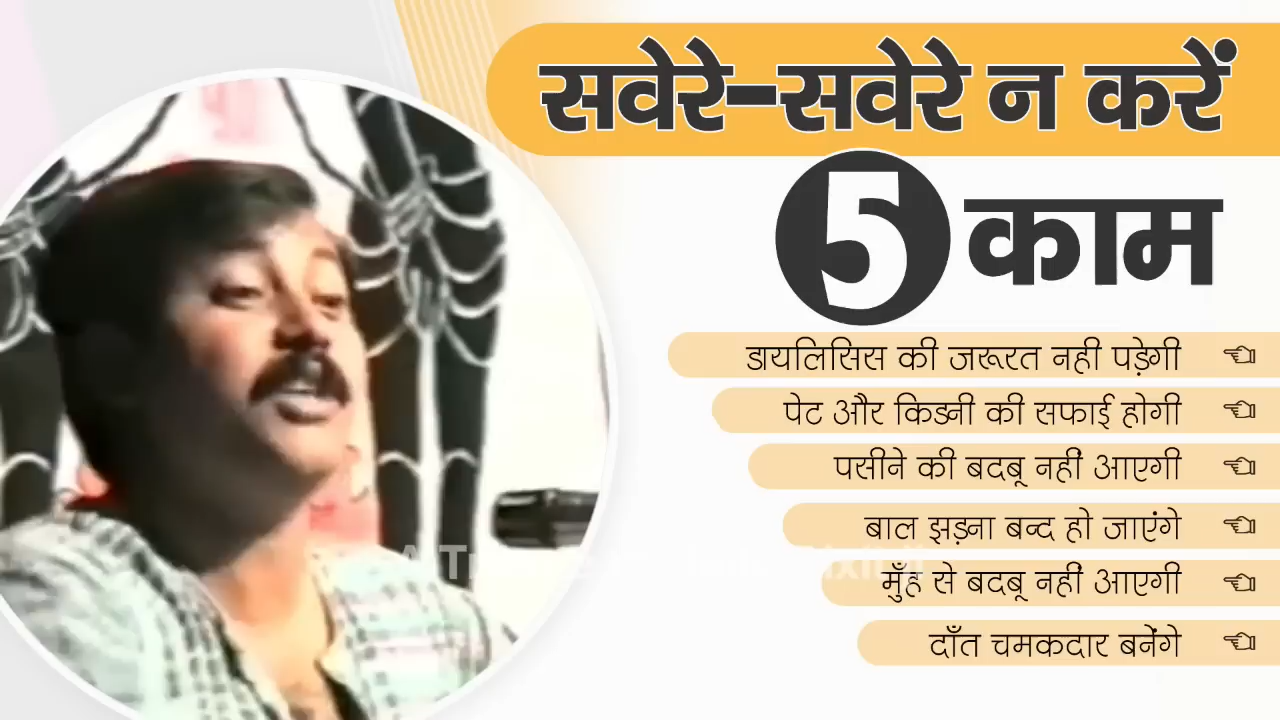 सवेरे-सवेरे न करें
5 काम
डायलिसिस की जरूरत नही पड़ेगी
पेट और किडनी की सफाई होगी
पसीने की बदबू नहीं आएगी
बाल झड़ना बन्द हो जाएंगे
मुँह से बदबू नहीं आएगी
दाँत चमकदार बनेंगे